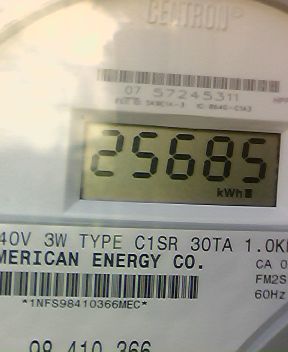 CENTRON®
07 57245311
25685
kWh
40V 3W TYPE C1SR 30TA 1.0K
MERICAN ENERGY CO.
CA 0
FM2S
60Hz
*1NFS98410366MEC*
98 410 366